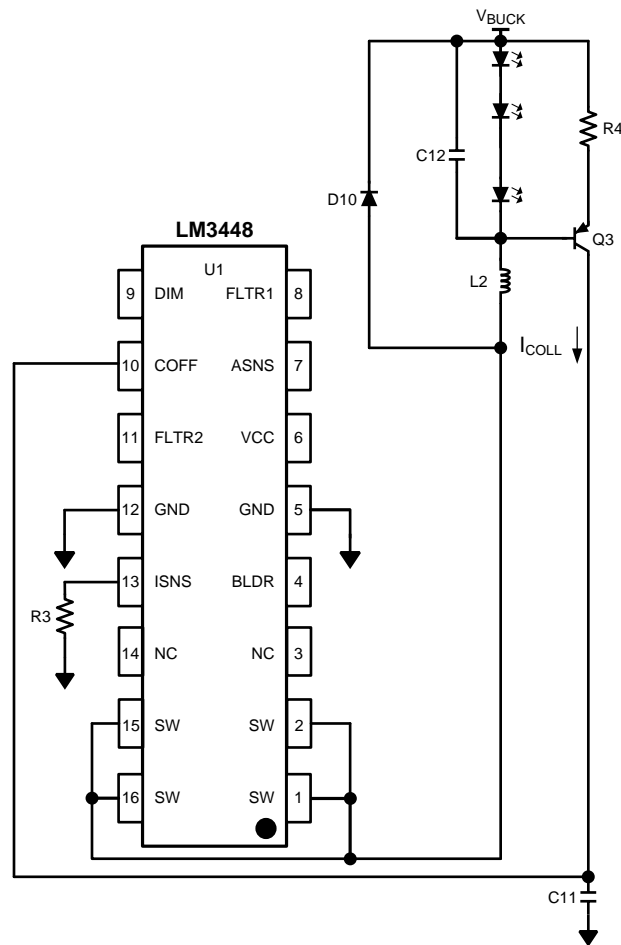 VBUCK
R4
C12
D10
Q3
LM3448
U1
L2
9 DIM FLTR1 8
ICOLL
10 COFF ASNS 7
11 FLTR2 VCC 6
12 GND GND 5
13 ISNS BLDR 4
R3
14 NC NC 3
15 SW SW 2
16 SW SW 1
C11